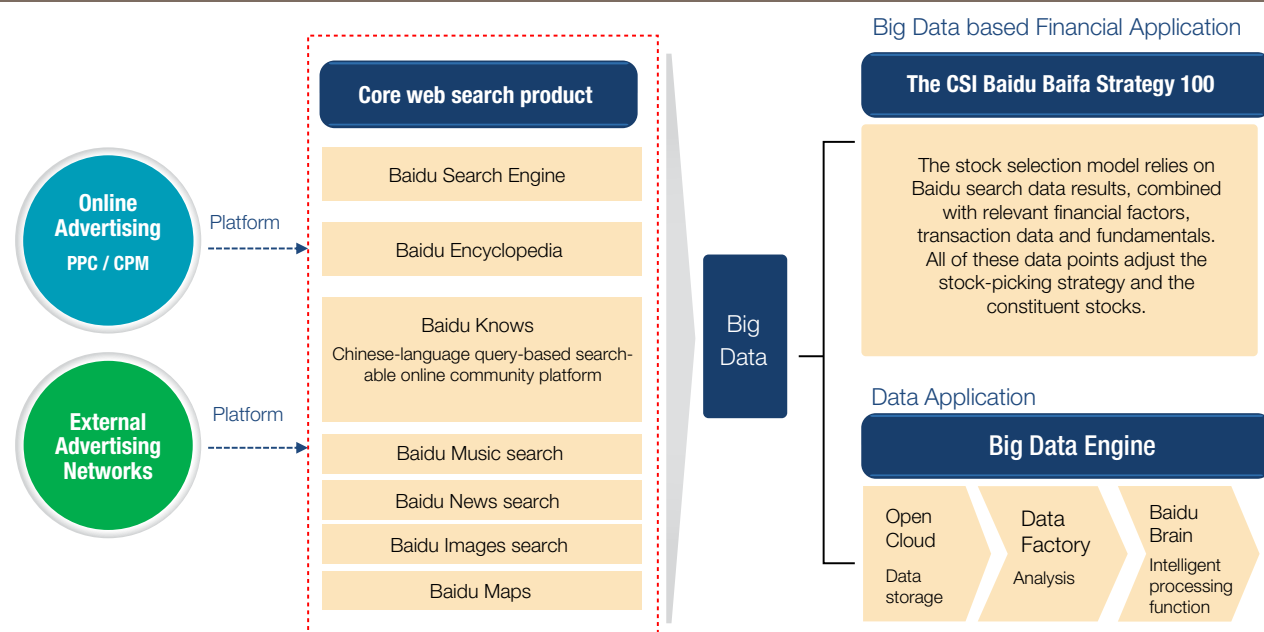 Online
Advertising
PPC / CPM
Platform
External
Advertising
Networks
Platform
Core web search product
Baidu Search Engine
Baidu Encyclopedia
Baidu Knows
Chinese-language query-based search-
able online community platform
Baidu Music search
Baidu News search
Baidu Images search
Baidu Maps
Big
Data
Big Data based Financial Application
The CSI Baidu Baifa Strategy 100
The stock selection model relies on
Baidu search data results, combined
with relevant financial factors,
transaction data and fundamentals.
All of these data points adjust the
stock-picking strategy and the
constituent stocks.
Data Application
Big Data Engine
Open
Cloud
Data
storage
Data
Factory
Analysis
Baidu
Brain
Intelligent
processing
function